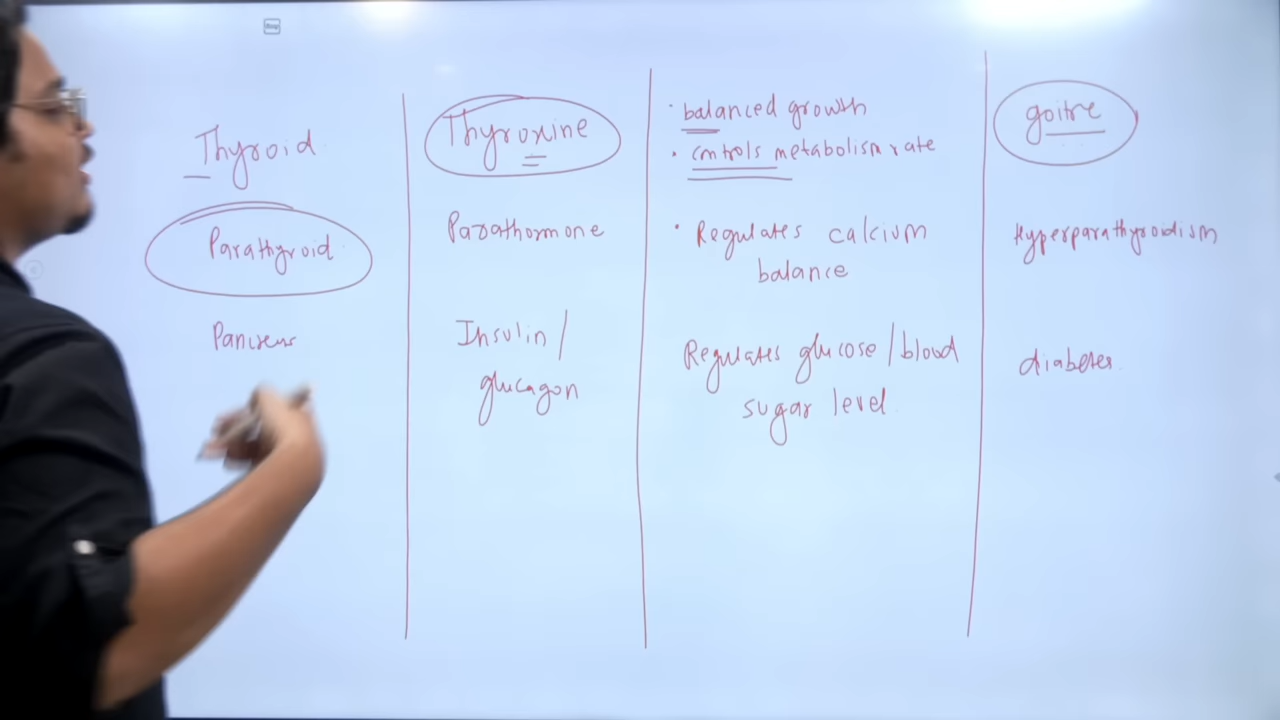 Thyroid
Thyroxine
• balanced growth
• controls metabolism rate
goitre
Parathyroid
Parathormone
• Regulates calcium
balance
Hyperparathyroidism
Insulin /
glucagon
Regulates glucose / blood
sugar level
diabetes